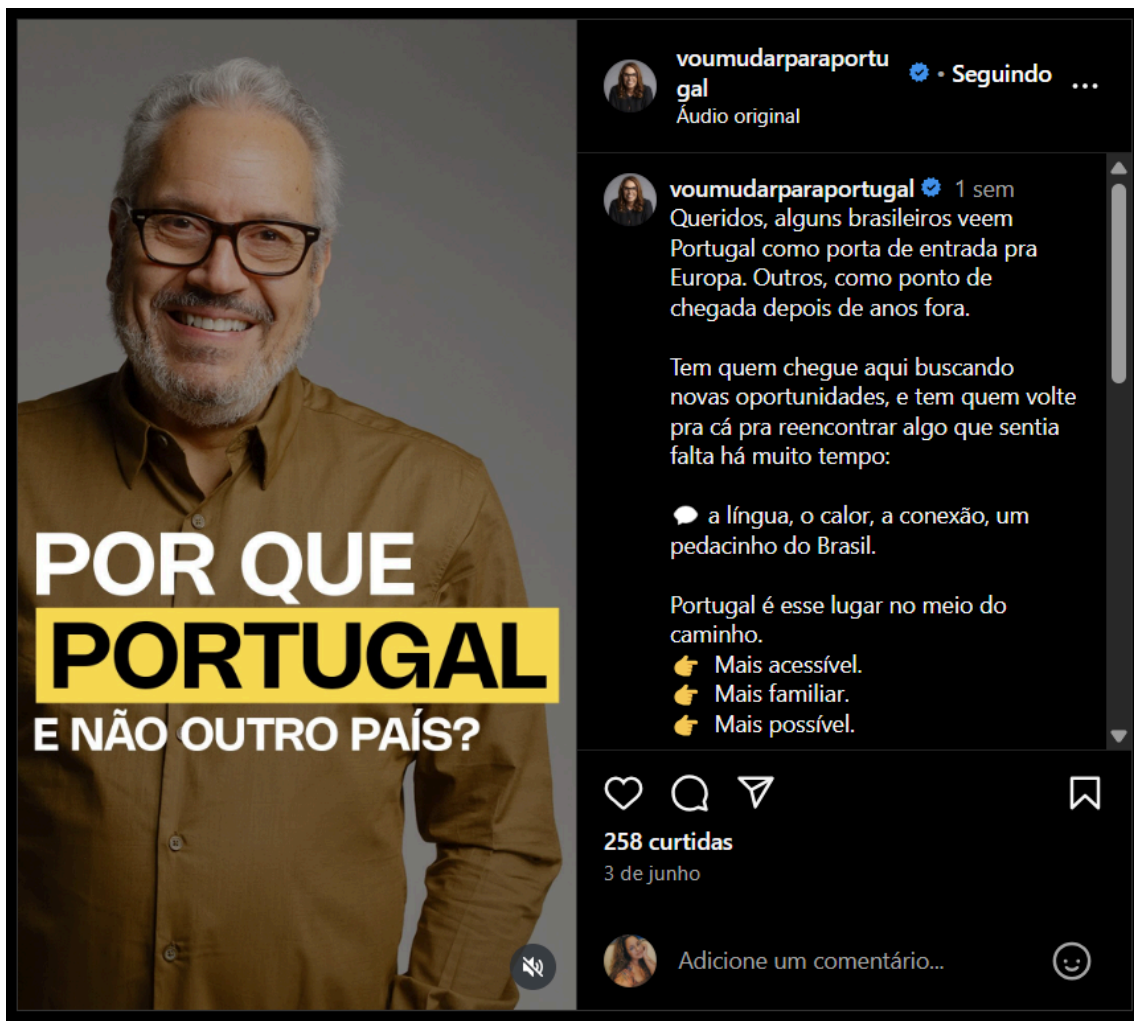 POR QUE
PORTUGAL
E NÃO OUTRO PAÍS?
voumudarparaportu
gal • Seguindo ...
Áudio original
voumudarparaportugal 1 sem
Queridos, alguns brasileiros veem
Portugal como porta de entrada pra
Europa. Outros, como ponto de
chegada depois de anos fora.
Tem quem chegue aqui buscando
novas oportunidades, e tem quem volte
pra cá pra reencontrar algo que sentia
falta há muito tempo:
💬 a língua, o calor, a conexão, um
pedacinho do Brasil.
Portugal é esse lugar no meio do
caminho.
👉 Mais acessível.
👉 Mais familiar.
👉 Mais possível.
258 curtidas
3 de junho
Adicione um comentário...